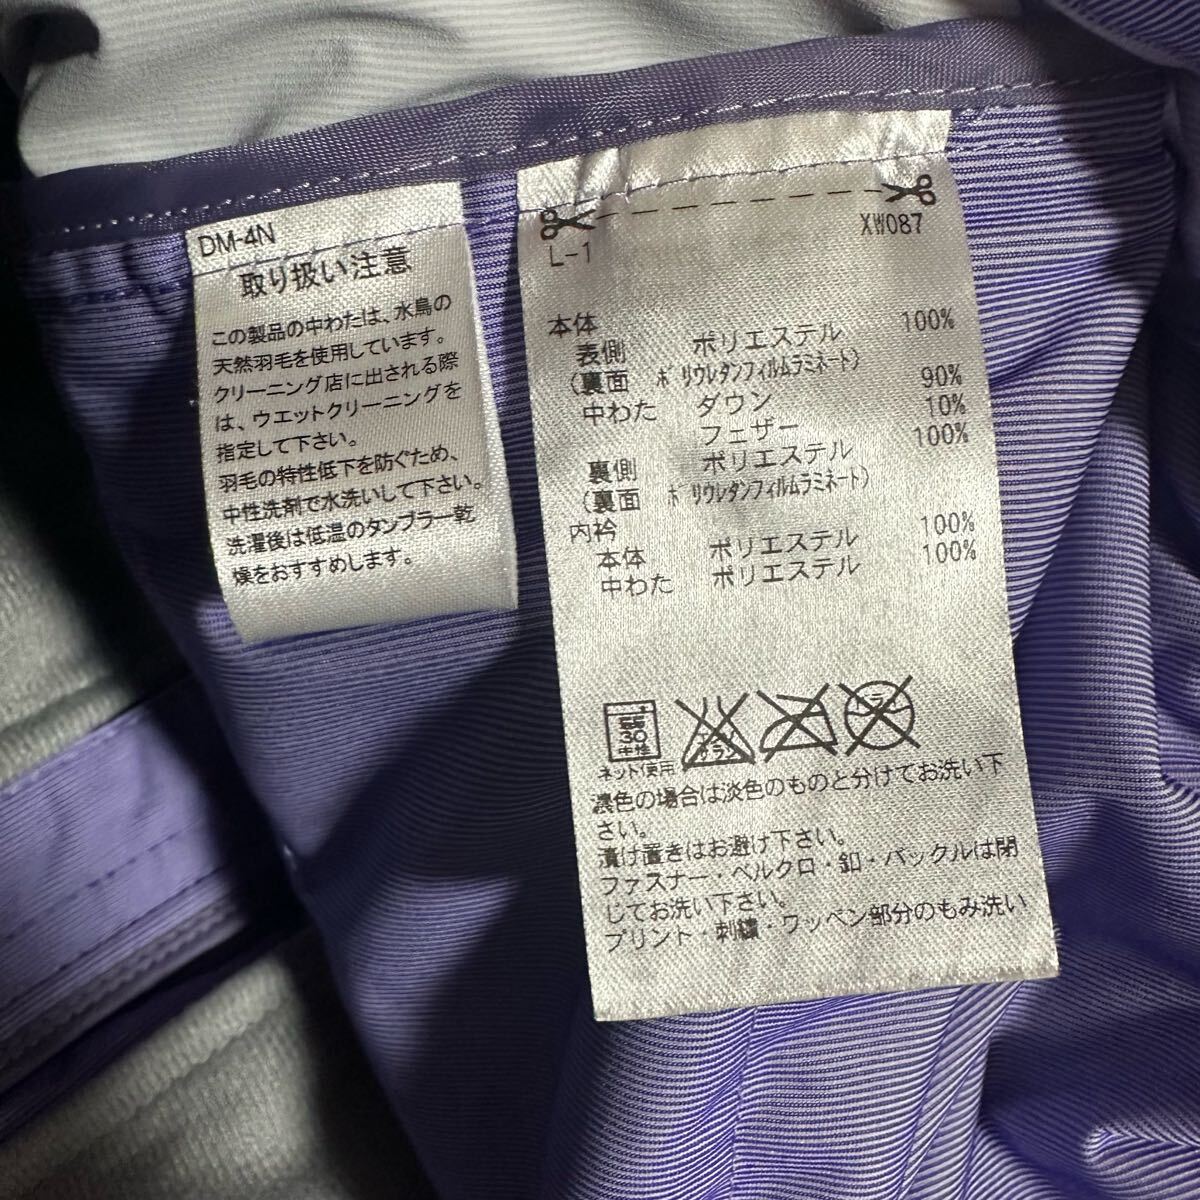 DM-4N
取り扱い注意
この製品の中わたは、水鳥の
天然羽毛を使用しています。
クリーニング店に出される際
は、ウエットクリーニングを
指定して下さい。
羽毛の特性低下を防ぐため、
中性洗剤で水洗いして下さい。
洗濯後は低温のタンブラー乾
燥をおすすめします。
L-1 XW087
本体
表側 ポリエステル 100%
(裏面 ポリウレタンフィルムラミネート)
中わた ダウン 90%
フェザー 10%
裏側 ポリエステル 100%
(裏面 ポリウレタンフィルムラミネート)
内衿
本体 ポリエステル 100%
中わた ポリエステル 100%
弱 30 中性
ネット使用
濃色の場合は淡色のものと分けてお洗い下
さい。
漬け置きはお避け下さい。
ファスナー・ベルクロ・釦・バックルは閉
じてお洗い下さい。
プリント・刺繍・ワッペン部分のもみ洗い